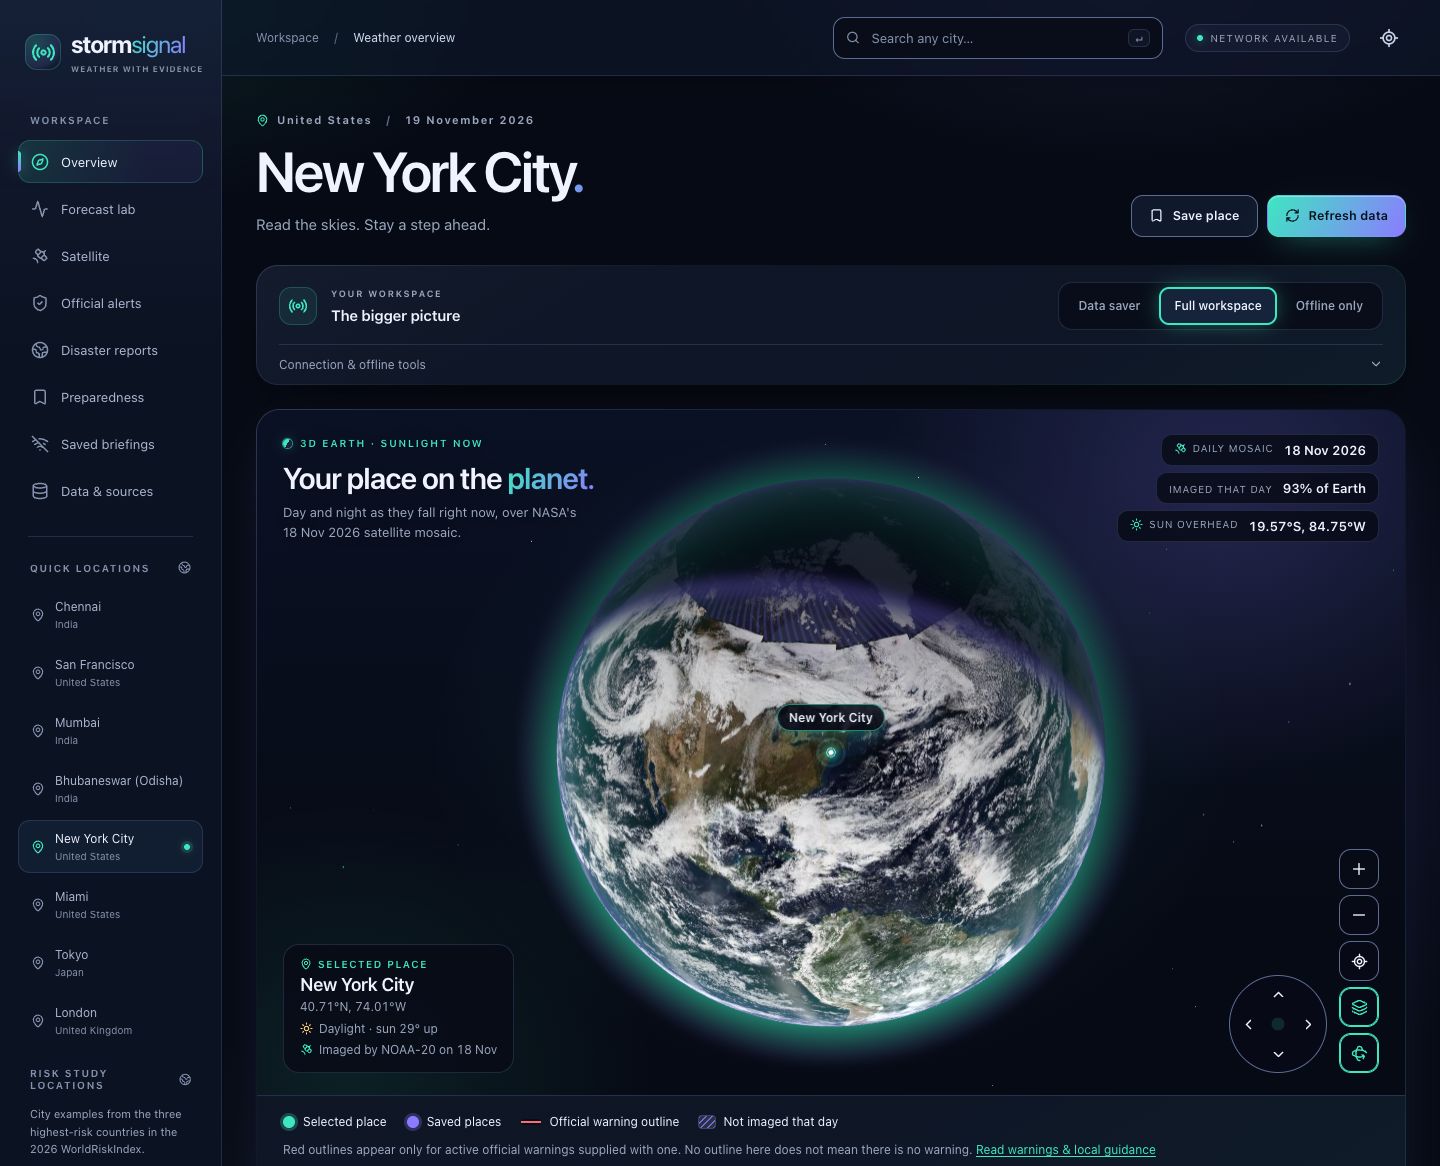 stormsignal
WEATHER WITH EVIDENCE
WORKSPACE
Overview
Forecast lab
Satellite
Official alerts
Disaster reports
Preparedness
Saved briefings
Data & sources
QUICK LOCATIONS
Chennai
India
San Francisco
United States
Mumbai
India
Bhubaneswar (Odisha)
India
New York City
United States
Miami
United States
Tokyo
Japan
London
United Kingdom
RISK STUDY
LOCATIONS
City examples from the three
highest-risk countries in the
2026 WorldRiskIndex.
Workspace / Weather overview
Search any city...
NETWORK AVAILABLE
United States / 19 November 2026
New York City.
Read the skies. Stay a step ahead.
Save place
Refresh data
YOUR WORKSPACE
The bigger picture
Data saver
Full workspace
Offline only
Connection & offline tools
3D EARTH · SUNLIGHT NOW
Your place on the planet.
Day and night as they fall right now, over NASA's
18 Nov 2026 satellite mosaic.
DAILY MOSAIC 18 Nov 2026
IMAGED THAT DAY 93% of Earth
SUN OVERHEAD 19.57°S, 84.75°W
New York City
SELECTED PLACE
New York City
40.71°N, 74.01°W
Daylight · sun 29° up
Imaged by NOAA-20 on 18 Nov
Selected place
Saved places
Official warning outline
Not imaged that day
Red outlines appear only for active official warnings supplied with one. No outline here does not mean there is no warning. Read warnings & local guidance